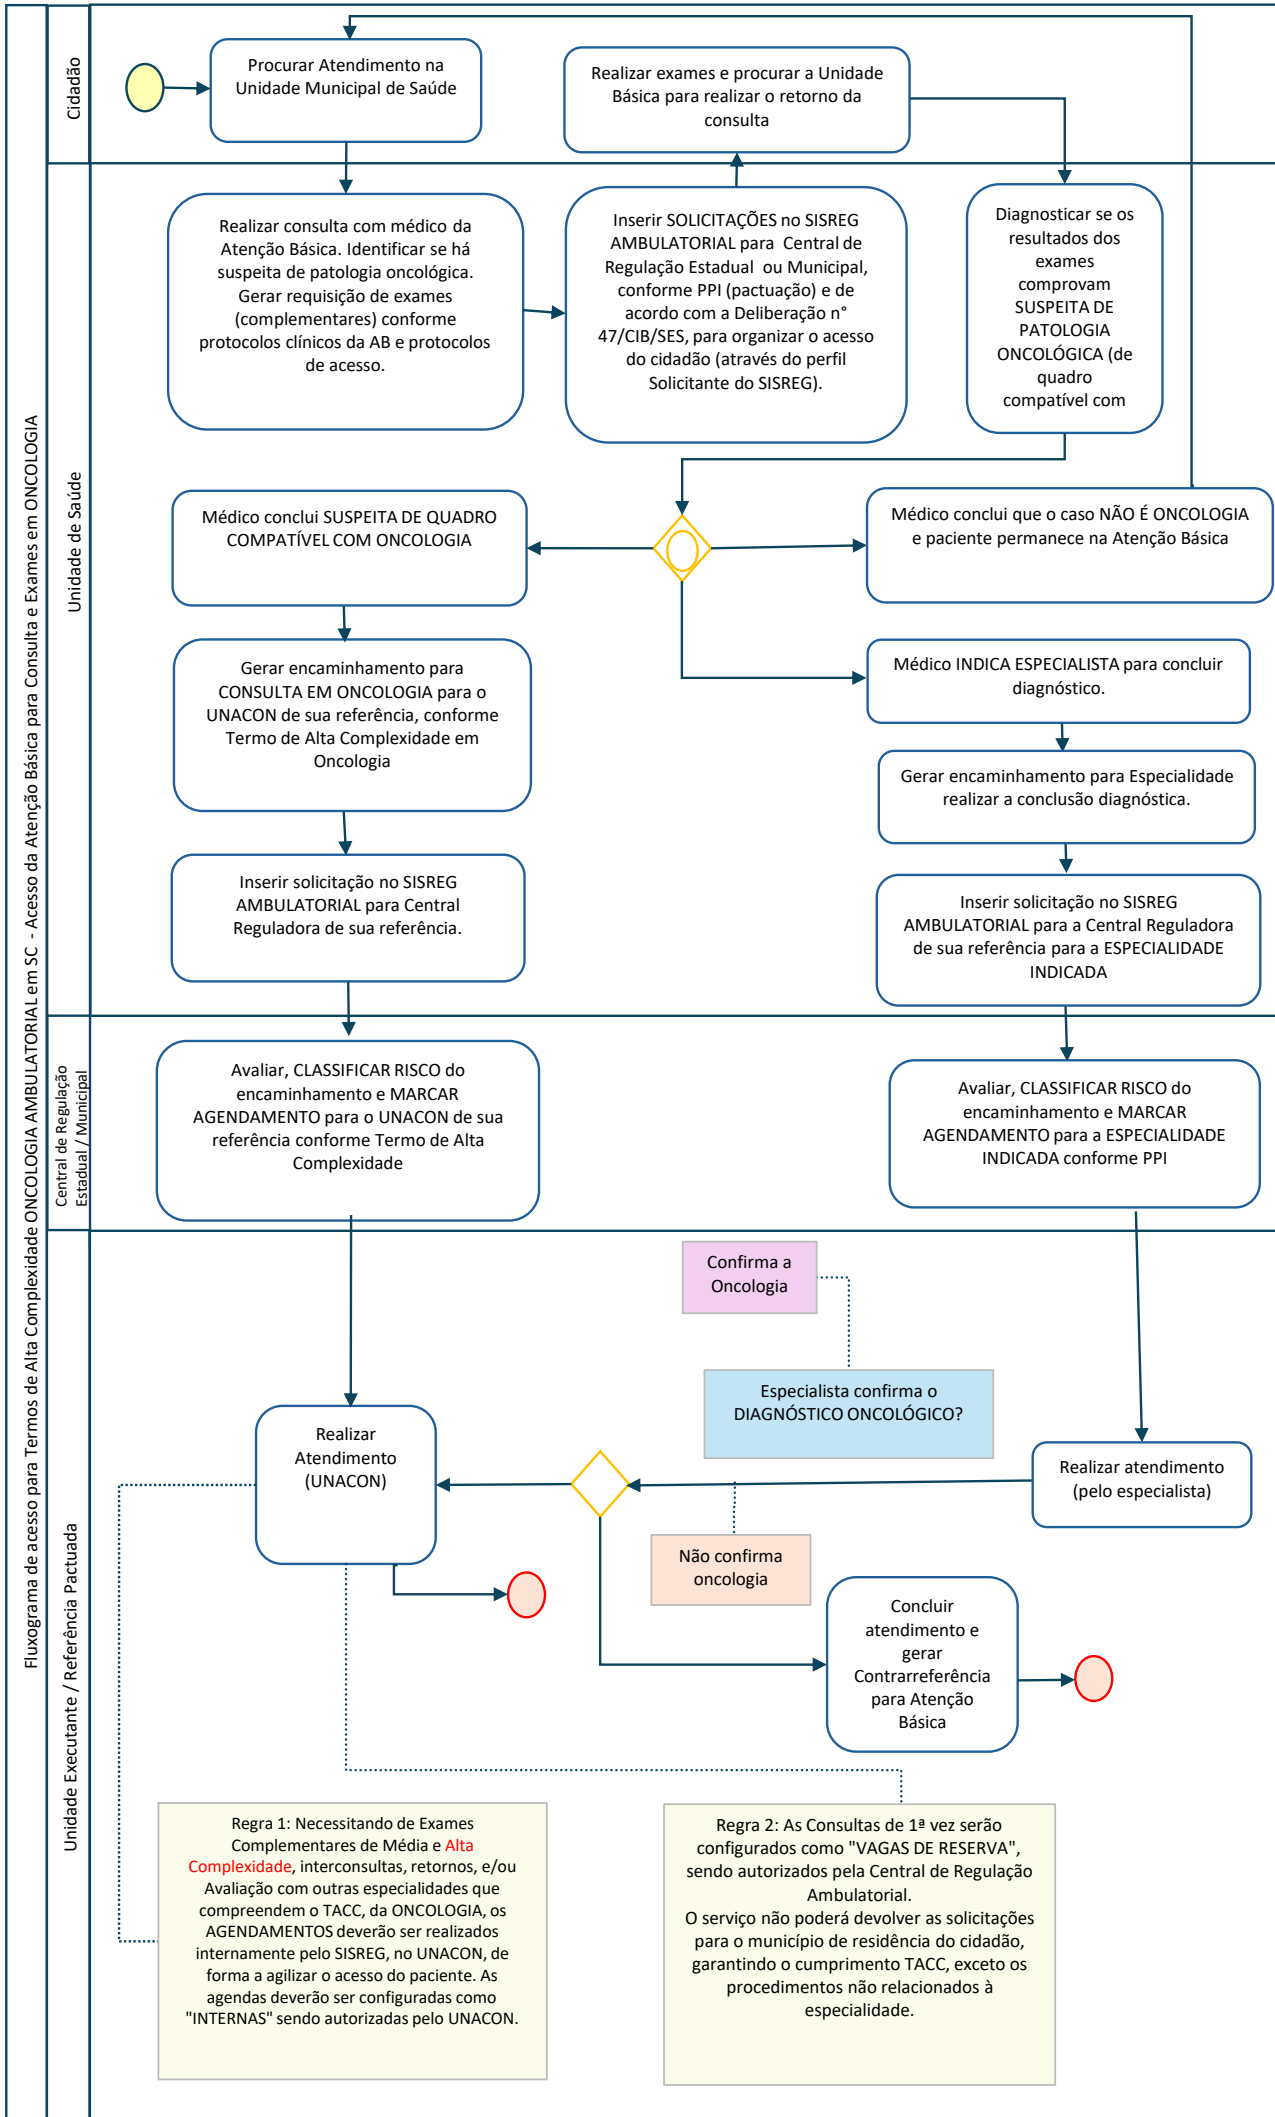 Fluxograma de acesso para Termos de Alta Complexidade ONCOLOGIA AMBULATORIAL em SC - Acesso da Atenção Básica para Consulta e Exames em ONCOLOGIA
Cidadão
Procurar Atendimento na
Unidade Municipal de Saúde
Realizar exames e procurar a Unidade
Básica para realizar o retorno da
consulta
Unidade de Saúde
Realizar consulta com médico da
Atenção Básica. Identificar se há
suspeita de patologia oncológica.
Gerar requisição de exames
(complementares) conforme
protocolos clínicos da AB e protocolos
de acesso.
Inserir SOLICITAÇÕES no SISREG
AMBULATORIAL para Central de
Regulação Estadual ou Municipal,
conforme PPI (pactuação) e de
acordo com a Deliberação n°
47/CIB/SES, para organizar o acesso
do cidadão (através do perfil
Solicitante do SISREG).
Diagnosticar se os
resultados dos
exames
comprovam
SUSPEITA DE
PATOLOGIA
ONCOLÓGICA (de
quadro
compatível com
Médico conclui SUSPEITA DE QUADRO
COMPATÍVEL COM ONCOLOGIA
Médico conclui que o caso NÃO É ONCOLOGIA
e paciente permanece na Atenção Básica
Gerar encaminhamento para
CONSULTA EM ONCOLOGIA para o
UNACON de sua referência, conforme
Termo de Alta Complexidade em
Oncologia
Médico INDICA ESPECIALISTA para concluir
diagnóstico.
Gerar encaminhamento para Especialidade
realizar a conclusão diagnóstica.
Inserir solicitação no SISREG
AMBULATORIAL para Central
Reguladora de sua referência.
Inserir solicitação no SISREG
AMBULATORIAL para a Central Reguladora
de sua referência para a ESPECIALIDADE
INDICADA
Central de Regulação
Estadual / Municipal
Avaliar, CLASSIFICAR RISCO do
encaminhamento e MARCAR
AGENDAMENTO para o UNACON de sua
referência conforme Termo de Alta
Complexidade
Avaliar, CLASSIFICAR RISCO do
encaminhamento e MARCAR
AGENDAMENTO para a ESPECIALIDADE
INDICADA conforme PPI
Unidade Executante / Referência Pactuada
Confirma a
Oncologia
Especialista confirma o
DIAGNÓSTICO ONCOLÓGICO?
Realizar
Atendimento
(UNACON)
Realizar atendimento
(pelo especialista)
Não confirma
oncologia
Concluir
atendimento e
gerar
Contrarreferência
para Atenção
Básica
Regra 1: Necessitando de Exames
Complementares de Média e Alta
Complexidade, interconsultas, retornos, e/ou
Avaliação com outras especialidades que
compreendem o TACC, da ONCOLOGIA, os
AGENDAMENTOS deverão ser realizados
internamente pelo SISREG, no UNACON, de
forma a agilizar o acesso do paciente. As
agendas deverão ser configuradas como
"INTERNAS" sendo autorizadas pelo UNACON.
Regra 2: As Consultas de 1ª vez serão
configurados como "VAGAS DE RESERVA",
sendo autorizados pela Central de Regulação
Ambulatorial.
O serviço não poderá devolver as solicitações
para o município de residência do cidadão,
garantindo o cumprimento TACC, exceto os
procedimentos não relacionados à
especialidade.